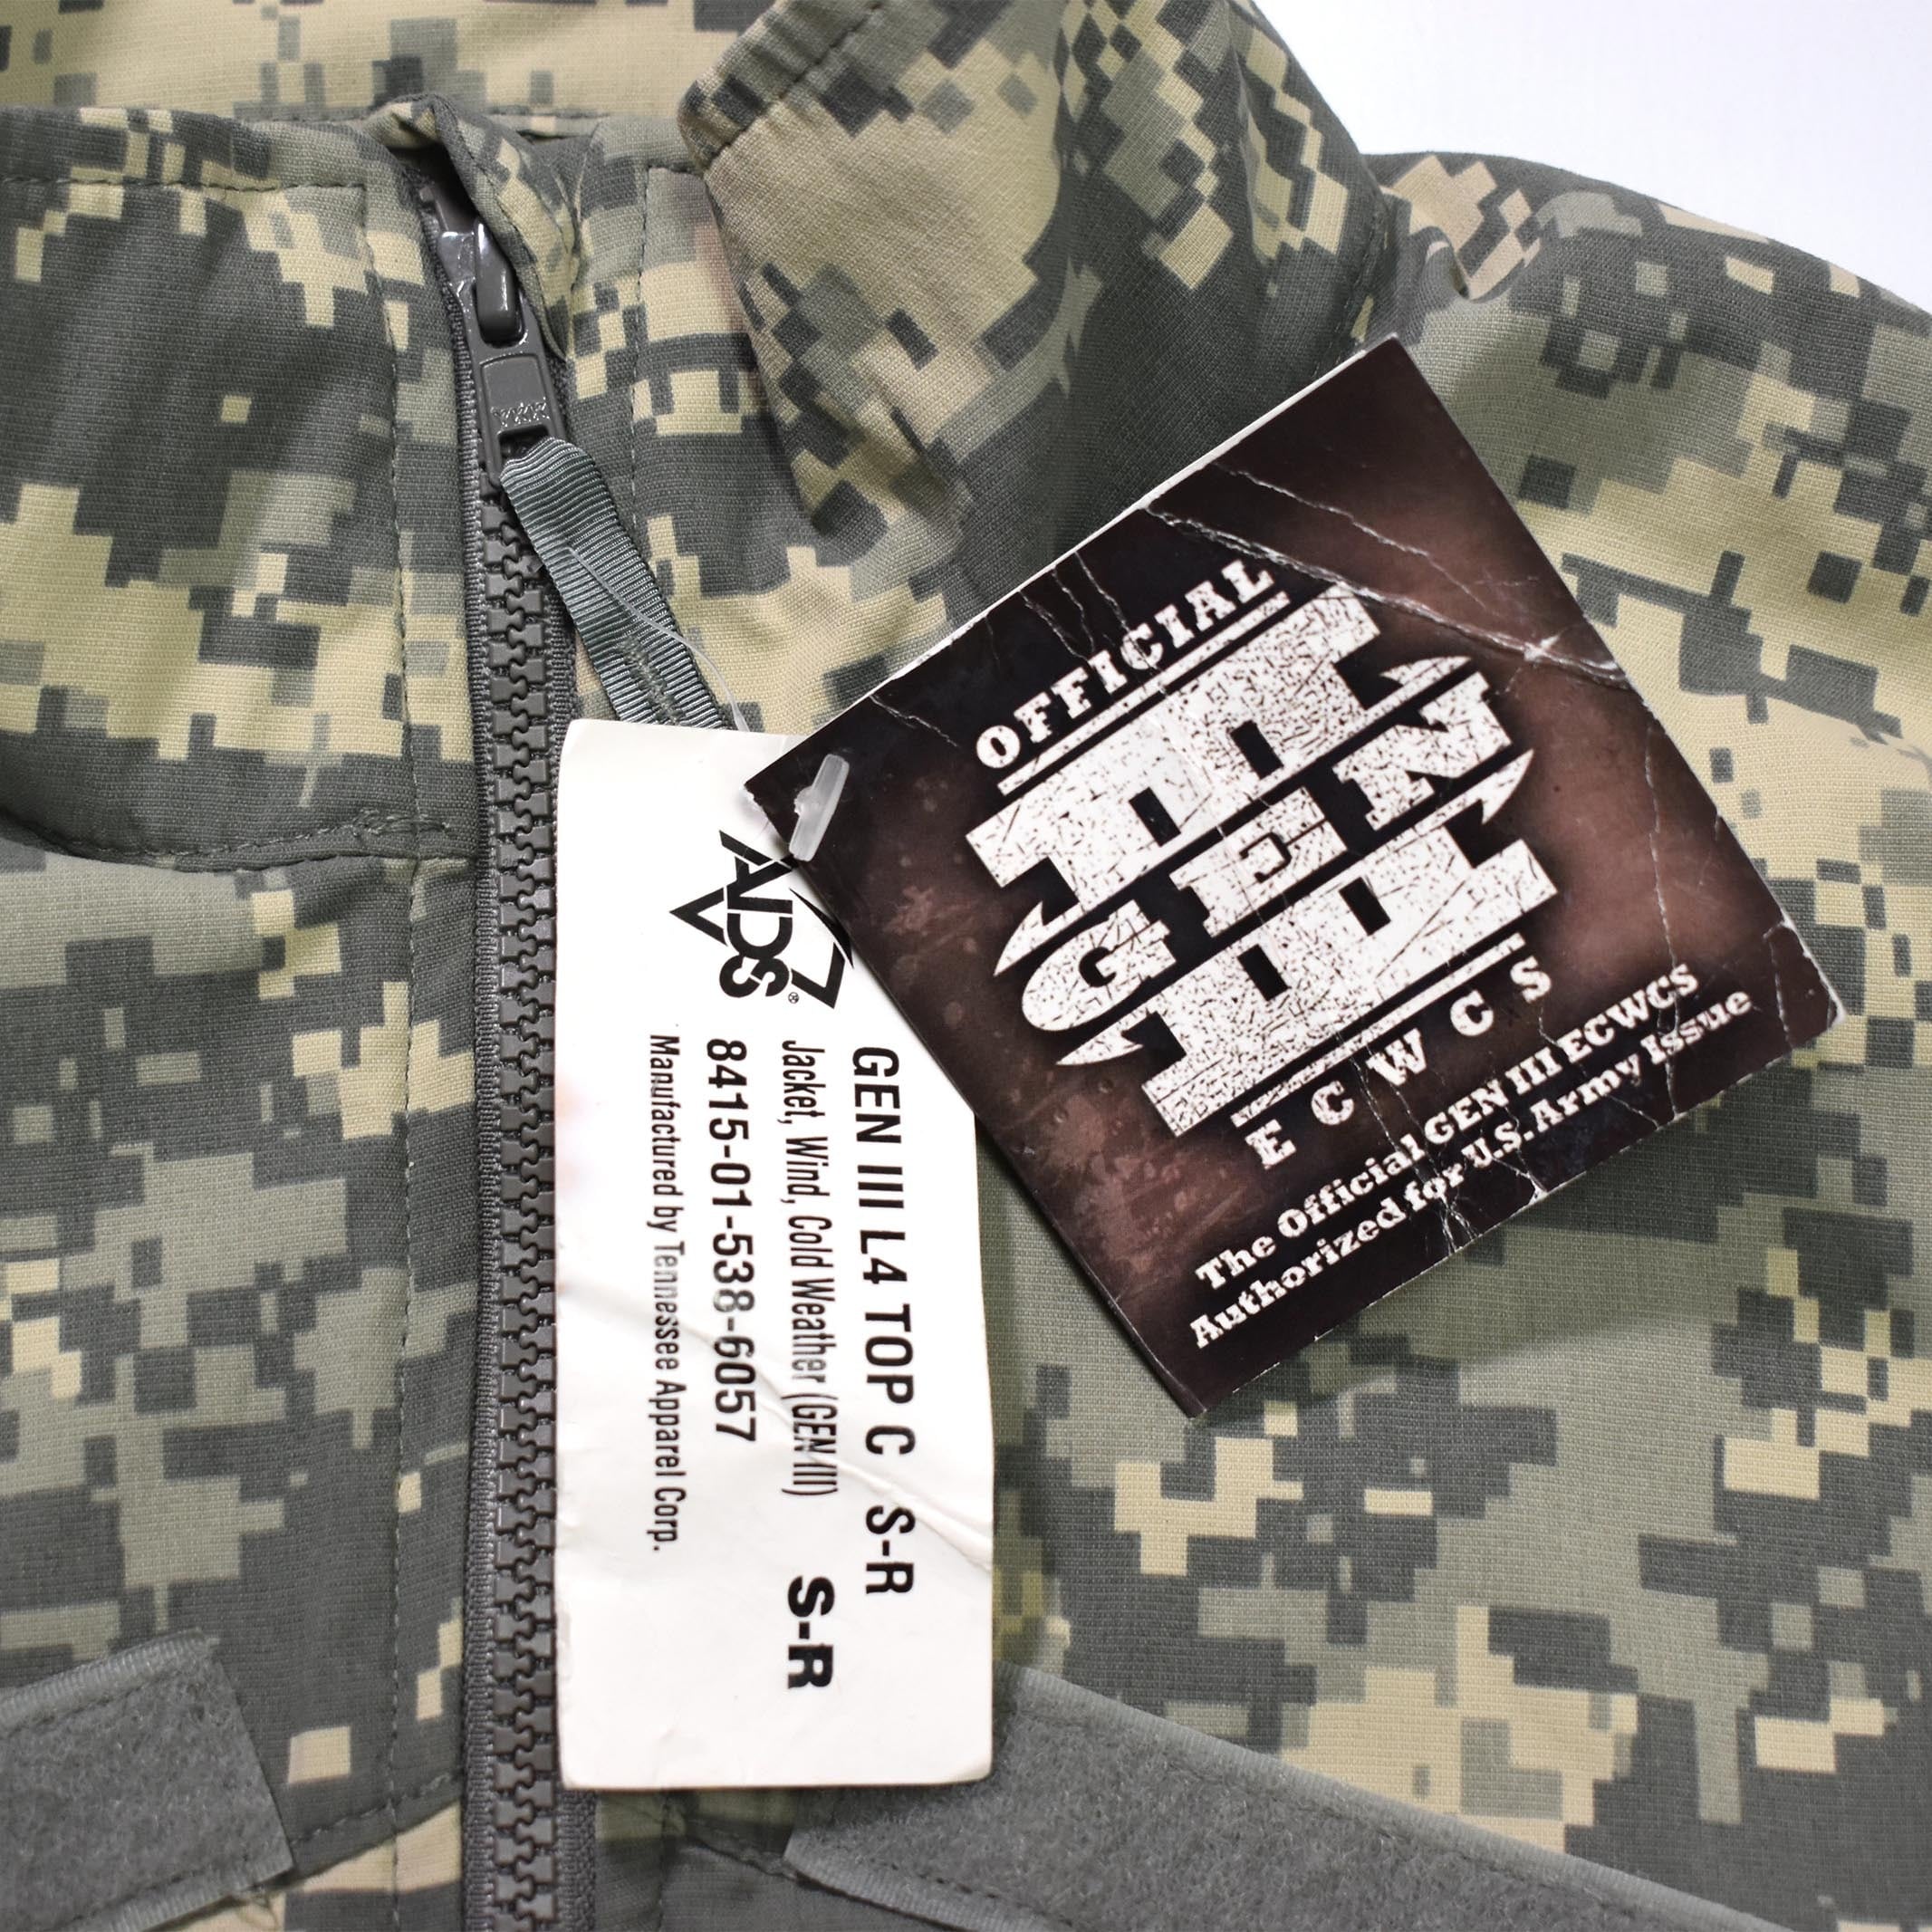 OFFICIAL
III
GEN
III
ECWCS
The Official GEN III ECWCS
Authorized for U.S. Army Issue
ADS®
GEN III L4 TOP C S-R
Jacket, Wind, Cold Weather (GEN III) S-R
8415-01-538-6057
Manufactured by Tennessee Apparel Corp.